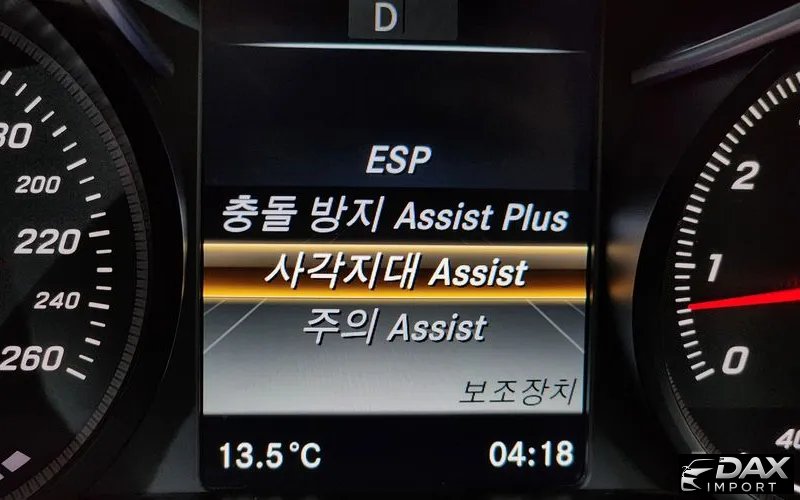 D
ESP
충돌 방지 Assist Plus
사각지대 Assist
주의 Assist
보조장치
13.5°C
04:18
200
220
240
260
2
1
0
DAX
IMPORT